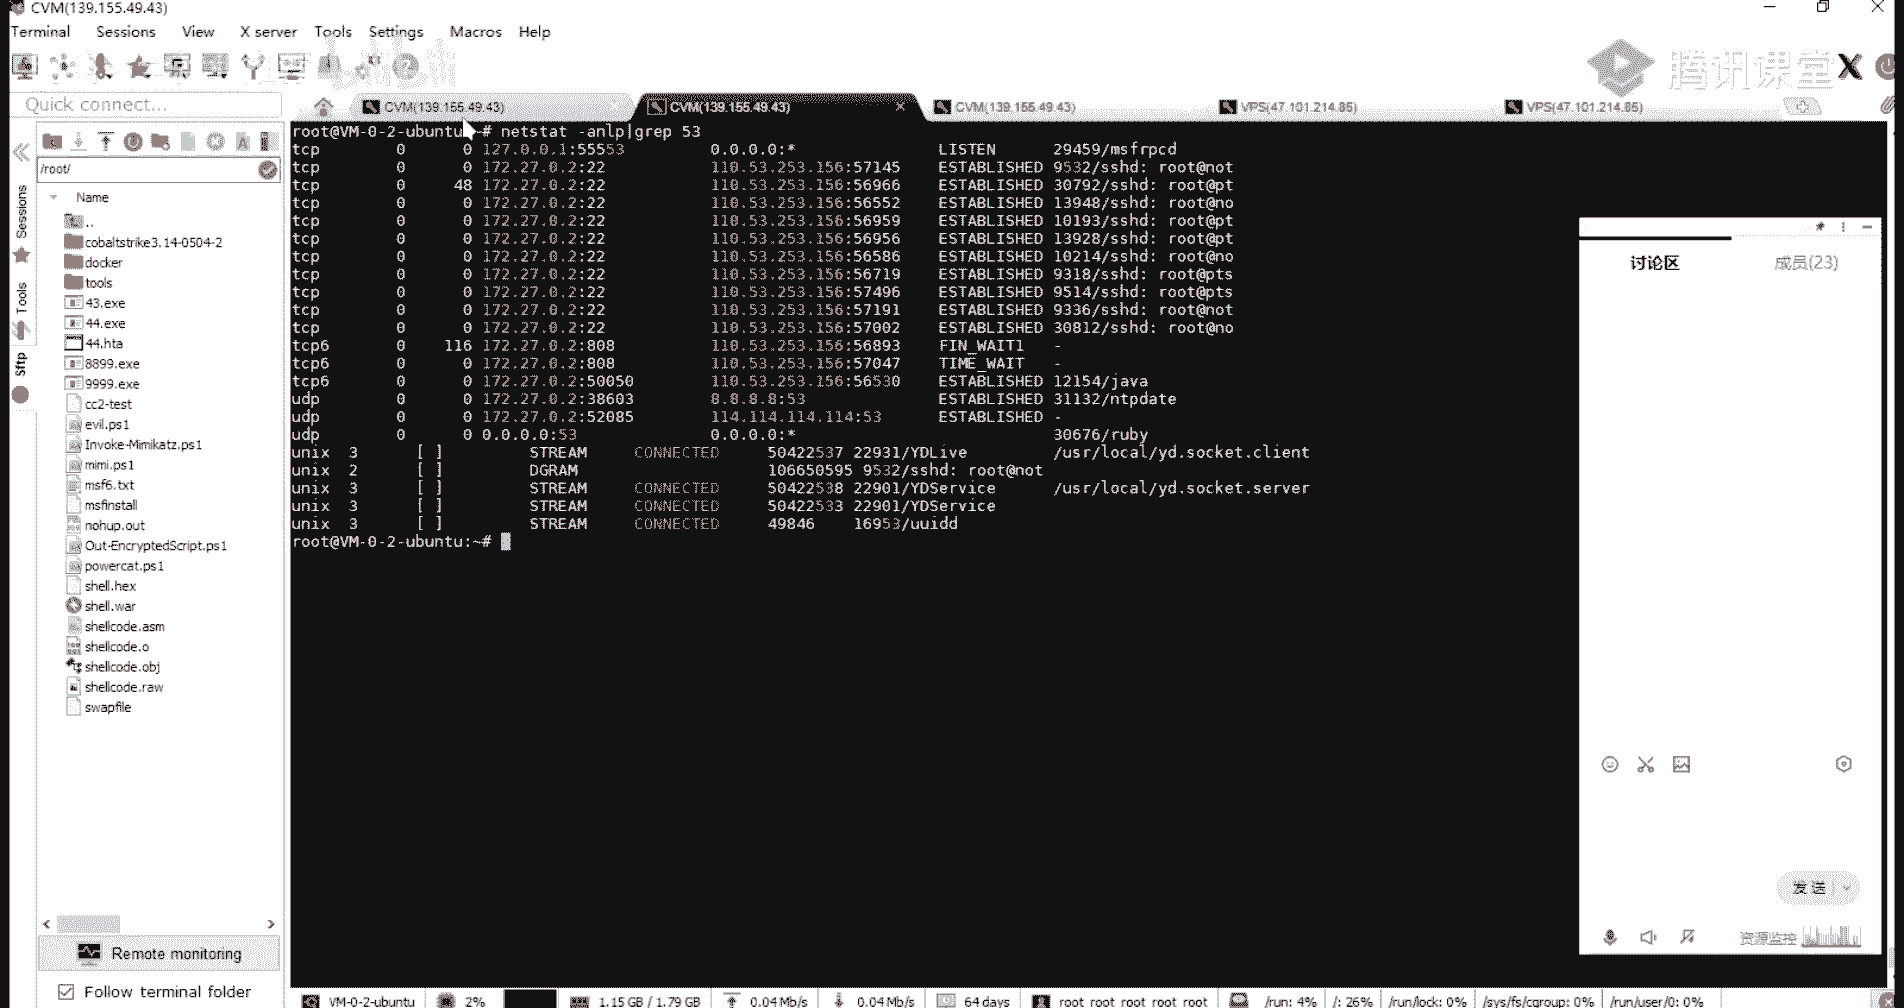 CVM(139.155.49.43)
Terminal Sessions View X server Tools Settings Macros Help
腾讯课堂
Quick connect...
CVM(139.155.49.43) CVM(139.155.49.43) CVM(139.155.49.43) VPS(47.101.214.85) VPS(47.101.214.85)
/root/
Sessions
Tools
Sftp
Name
..
cobaltstrike3.14-0504-2
docker
tools
43.exe
44.exe
44.hta
8899.exe
9999.exe
cc2-test
evil.ps1
Invoke-Mimikatz.ps1
mimi.ps1
msf6.txt
msfinstall
nohup.out
Out-EncryptedScript.ps1
powercat.ps1
shell.hex
shell.war
shellcode.asm
shellcode.o
shellcode.obj
shellcode.raw
swapfile
Remote monitoring
Follow terminal folder
root@VM-0-2-ubuntu:~# netstat -anlp|grep 53
tcp 0 0 127.0.0.1:55553 0.0.0.0:* LISTEN 29459/msfrpcd
tcp 0 0 172.27.0.2:22 110.53.253.156:57145 ESTABLISHED 9532/sshd: root@not
tcp 0 48 172.27.0.2:22 110.53.253.156:56966 ESTABLISHED 30792/sshd: root@pt
tcp 0 0 172.27.0.2:22 110.53.253.156:56552 ESTABLISHED 13948/sshd: root@no
tcp 0 0 172.27.0.2:22 110.53.253.156:56959 ESTABLISHED 10193/sshd: root@pt
tcp 0 0 172.27.0.2:22 110.53.253.156:56956 ESTABLISHED 13928/sshd: root@pt
tcp 0 0 172.27.0.2:22 110.53.253.156:56586 ESTABLISHED 10214/sshd: root@no
tcp 0 0 172.27.0.2:22 110.53.253.156:56719 ESTABLISHED 9318/sshd: root@pts
tcp 0 0 172.27.0.2:22 110.53.253.156:57496 ESTABLISHED 9514/sshd: root@pts
tcp 0 0 172.27.0.2:22 110.53.253.156:57191 ESTABLISHED 9336/sshd: root@not
tcp 0 0 172.27.0.2:22 110.53.253.156:57002 ESTABLISHED 30812/sshd: root@no
tcp6 0 116 172.27.0.2:808 110.53.253.156:56893 FIN_WAIT1 -
tcp6 0 0 172.27.0.2:808 110.53.253.156:57047 TIME_WAIT -
tcp6 0 0 172.27.0.2:50050 110.53.253.156:56530 ESTABLISHED 12154/java
udp 0 0 172.27.0.2:38603 8.8.8.8:53 ESTABLISHED 31132/ntpdate
udp 0 0 172.27.0.2:52085 114.114.114.114:53 ESTABLISHED -
udp 0 0 0.0.0.0:53 0.0.0.0:* 30676/ruby
unix 3 [ ] STREAM CONNECTED 50422537 22931/YDLive /usr/local/yd.socket.client
unix 2 [ ] DGRAM 106650595 9532/sshd: root@not
unix 3 [ ] STREAM CONNECTED 50422538 22901/YDService /usr/local/yd.socket.server
unix 3 [ ] STREAM CONNECTED 50422533 22901/YDService
unix 3 [ ] STREAM CONNECTED 49846 16953/uuidd
root@VM-0-2-ubuntu:~#
讨论区 成员(23)
发送
资源监控
VM-0-2-ubuntu 2% 1.15 GB / 1.79 GB 0.04 Mb/s 0.04 Mb/s 64 days root root root root root /run: 4% /: 26% /run/lock: 0% /sys/fs/cgroup: 0% /run/user/0: 0%